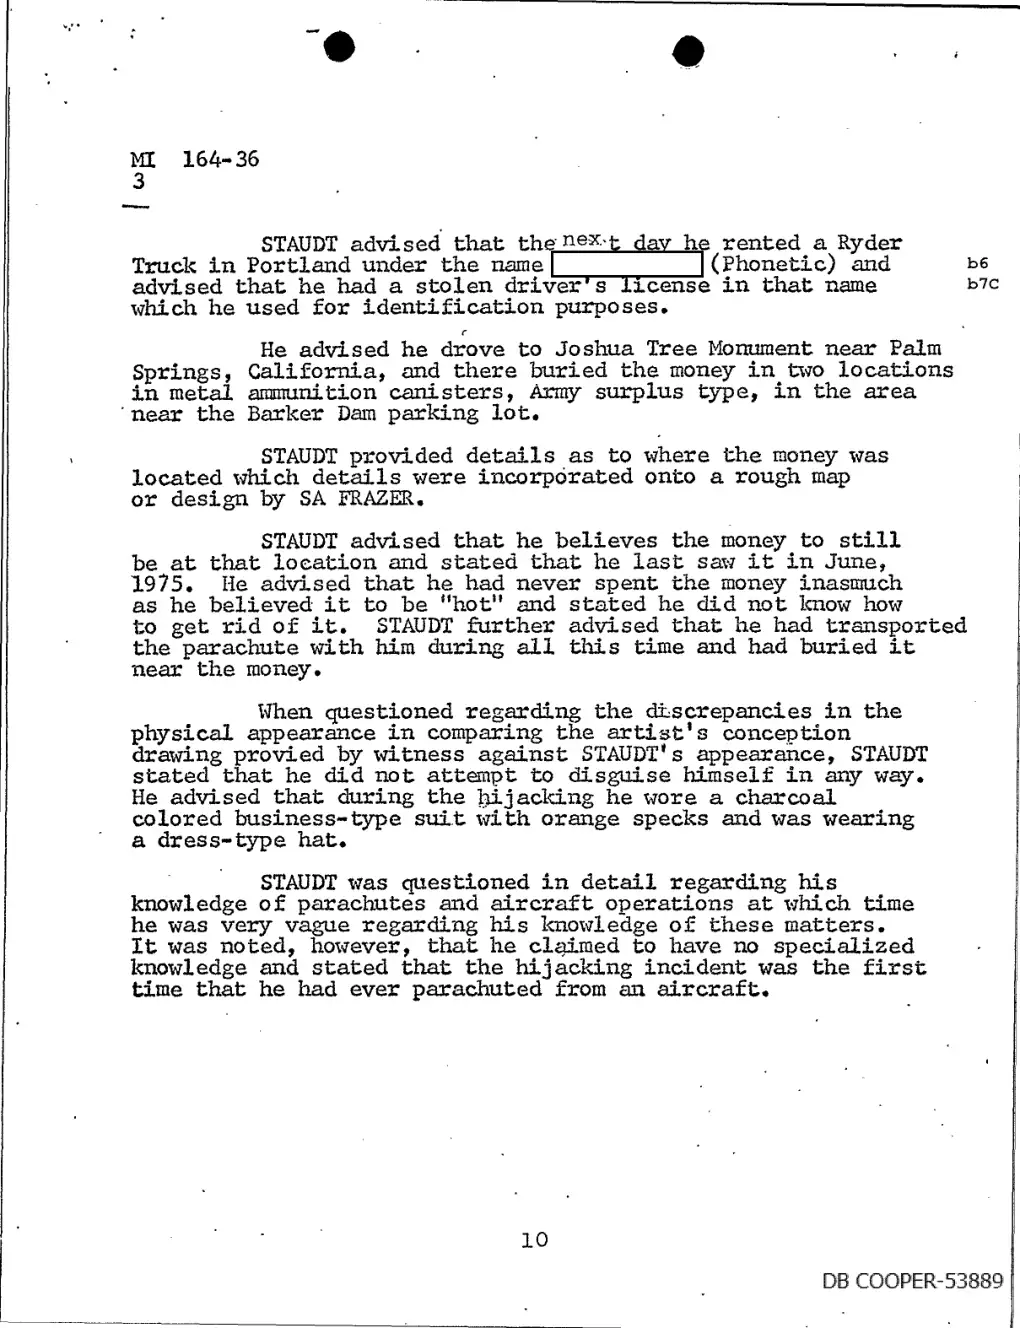 MI 164-36
3
STAUDT advised that the next day he rented a Ryder
Truck in Portland under the name (Phonetic) and b6
advised that he had a stolen driver's license in that name b7C
which he used for identification purposes.
He advised he drove to Joshua Tree Monument near Palm
Springs, California, and there buried the money in two locations
in metal ammunition canisters, Army surplus type, in the area
near the Barker Dam parking lot.
STAUDT provided details as to where the money was
located which details were incorporated onto a rough map
or design by SA FRAZER.
STAUDT advised that he believes the money to still
be at that location and stated that he last saw it in June,
1975. He advised that he had never spent the money inasmuch
as he believed it to be "hot" and stated he did not know how
to get rid of it. STAUDT further advised that he had transported
the parachute with him during all this time and had buried it
near the money.
When questioned regarding the discrepancies in the
physical appearance in comparing the artist's conception
drawing provied by witness against STAUDT's appearance, STAUDT
stated that he did not attempt to disguise himself in any way.
He advised that during the hijacking he wore a charcoal
colored business-type suit with orange specks and was wearing
a dress-type hat.
STAUDT was questioned in detail regarding his
knowledge of parachutes and aircraft operations at which time
he was very vague regarding his knowledge of these matters.
It was noted, however, that he claimed to have no specialized
knowledge and stated that the hijacking incident was the first
time that he had ever parachuted from an aircraft.
10
DB COOPER-53889